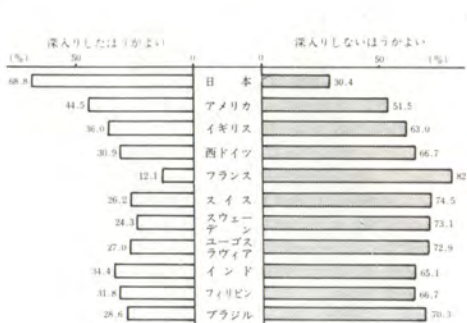 深入りしたほうがよい 深入りしないほうがよい
(%) 50 0 0 50 (%)
68.8 日本 30.4
44.5 アメリカ 51.5
36.0 イギリス 63.0
30.9 西ドイツ 66.7
12.1 フランス 82
26.2 スイス 74.5
24.3 スウェーデン 73.1
27.0 ユーゴスラヴィア 72.9
34.4 インド 65.1
31.8 フィリピン 66.7
28.6 ブラジル 70.3